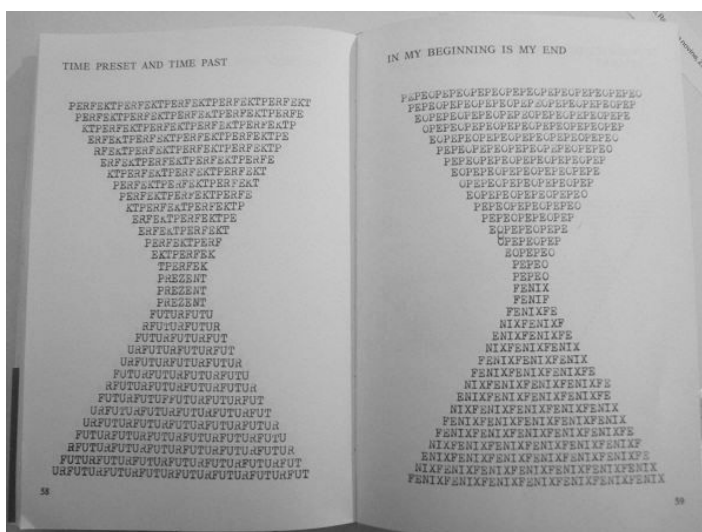 TIME PRESET AND TIME PAST
PERFEKTPERFEKTPERFEKTPERFEKTPERFEKT
PERFEKTPERFEKTPERFEKTPERFEKTPERFE
KTPERFEKTPERFEKTPERFEKTPERFEKTP
ERFEKTPERFEKTPERFEKTPERFEKTPE
RFEKTPERFEKTPERFEKTPERFEKTP
ERFEKTPERFEKTPERFEKTPERFE
KTPERFEKTPERFEKTPERFEKT
PERFEKTPERFEKTPERFEKT
PERFEKTPERFEKTPERFE
KTPERFEKTPERFEKTP
ERFEKTPERFEKTPE
ERFEKTPERFEKT
PERFEKTPERF
EKTPERFEK
TPERFEK
PREZENT
PREZENT
PREZENT
FUTURFUTU
RFUTURFUTUR
FUTURFUTURFUT
URFUTURFUTURFUT
URFUTURFUTURFUTUR
FUTURFUTURFUTURFUTU
RFUTURFUTURFUTURFUTUR
FUTURFUTURFUTURFUTURFUT
URFUTURFUTURFUTURFUTURFUT
URFUTURFUTURFUTURFUTURFUTUR
FUTURFUTURFUTURFUTURFUTURFUTU
RFUTURFUTURFUTURFUTURFUTURFUTUR
FUTURFUTURFUTURFUTURFUTURFUTURFUT
URFUTURFUTURFUTURFUTURFUTURFUTURFUT
58
IN MY BEGINNING IS MY END
PEPEOPEPEOPEPEOPEPEOPEPEOPEPEOPEPEO
PEPEOPEPEOPEPEOPEPEOPEPEOPEPEOPEP
EOPEPEOPEPEOPEPEOPEPEOPEPEOPEPE
OPEPEOPEPEOPEPEOPEPEOPEPEOPEP
EOPEPEOPEPEOPEPEOPEPEOPEPEO
PEPEOPEPEOPEPEOPEPEOPEPEO
PEPEOPEPEOPEPEOPEPEOPEP
EOPEPEOPEPEOPEPEOPEPE
OPEPEOPEPEOPEPEOPEP
EOPEPEOPEPEOPEPEO
PEPEOPEPEOPEPEO
PEPEOPEPEOPEP
EOPEPEOPEPE
OPEPEOPEP
EOPEPEO
PEPEO
FENIX
FENIF
FENIXFE
NIXFENIXF
ENIXFENIXFE
NIXFENIXFENIX
FENIXFENIXFENIX
FENIXFENIXFENIXFE
NIXFENIXFENIXFENIXFE
ENIXFENIXFENIXFENIXFE
NIXFENIXFENIXFENIXFENIX
FENIXFENIXFENIXFENIXFENIX
FENIXFENIXFENIXFENIXFENIXFE
NIXFENIXFENIXFENIXFENIXFENIXF
ENIXFENIXFENIXFENIXFENIXFENIXFE
NIXFENIXFENIXFENIXFENIXFENIXFENIX
FENIXFENIXFENIXFENIXFENIXFENIXFENIX
59